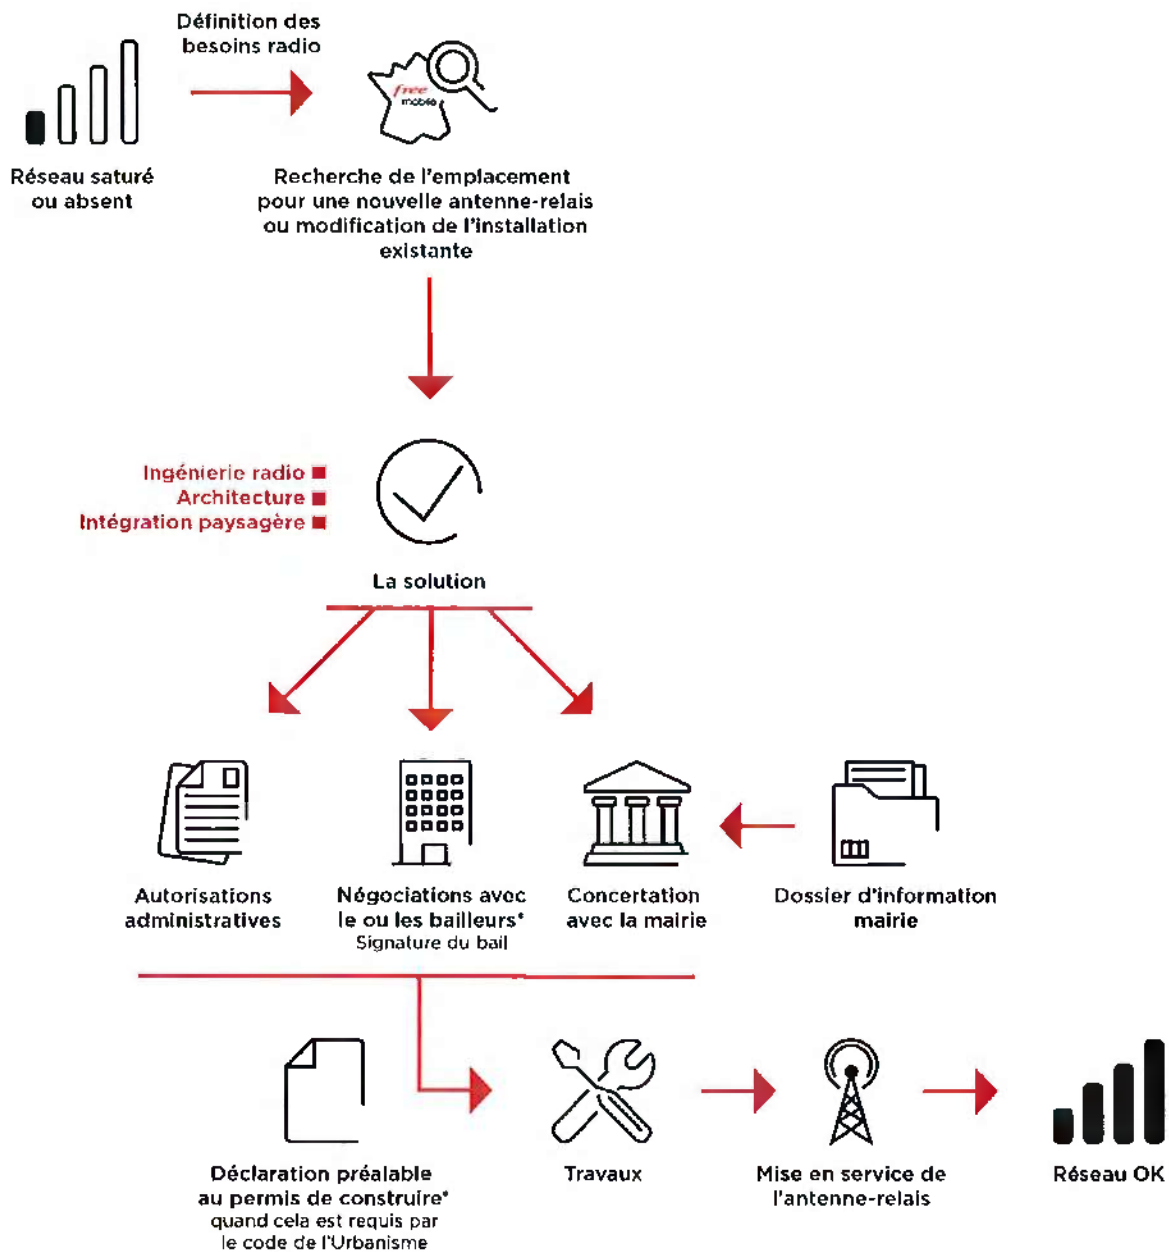 Définition des
besoins radio
free
mobile
Réseau saturé
ou absent
Recherche de l'emplacement
pour une nouvelle antenne-relais
ou modification de l'installation
existante
Ingénierie radio
Architecture
Intégration paysagère
La solution
Autorisations
administratives
Négociations avec
le ou les bailleurs*
Signature du bail
Concertation
avec la mairie
Dossier d'information
mairie
Déclaration préalable
au permis de construire*
quand cela est requis par
le code de l'Urbanisme
Travaux
Mise en service de
l'antenne-relais
Réseau OK